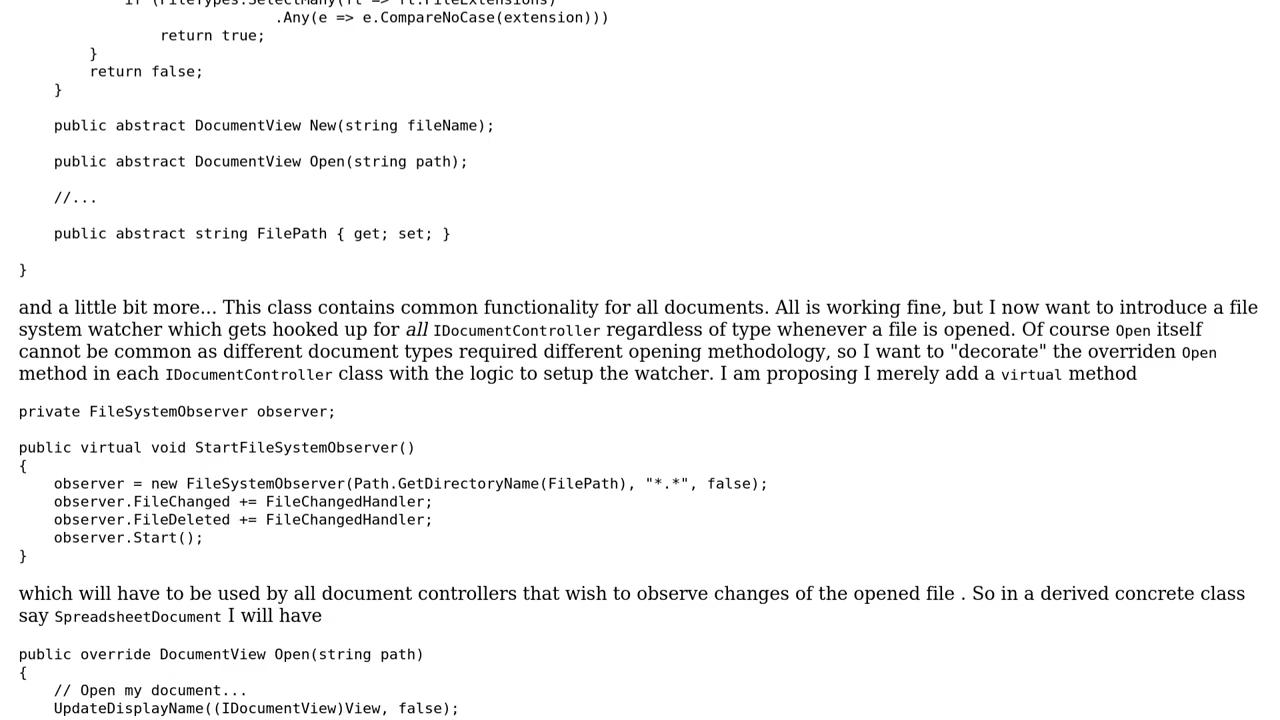 if (FileTypes.SelectMany(ft => ft.FileExtensions)
.Any(e => e.CompareNoCase(extension)))
return true;
}
return false;
}
public abstract DocumentView New(string fileName);
public abstract DocumentView Open(string path);
//...
public abstract string FilePath { get; set; }
}
and a little bit more... This class contains common functionality for all documents. All is working fine, but I now want to introduce a file
system watcher which gets hooked up for all IDocumentController regardless of type whenever a file is opened. Of course Open itself
cannot be common as different document types required different opening methodology, so I want to "decorate" the overriden Open
method in each IDocumentController class with the logic to setup the watcher. I am proposing I merely add a virtual method
private FileSystemObserver observer;
public virtual void StartFileSystemObserver()
{
observer = new FileSystemObserver(Path.GetDirectoryName(FilePath), "*.*", false);
observer.FileChanged += FileChangedHandler;
observer.FileDeleted += FileChangedHandler;
observer.Start();
}
which will have to be used by all document controllers that wish to observe changes of the opened file . So in a derived concrete class
say SpreadsheetDocument I will have
public override DocumentView Open(string path)
{
// Open my document...
UpdateDisplayName((IDocumentView)View, false);